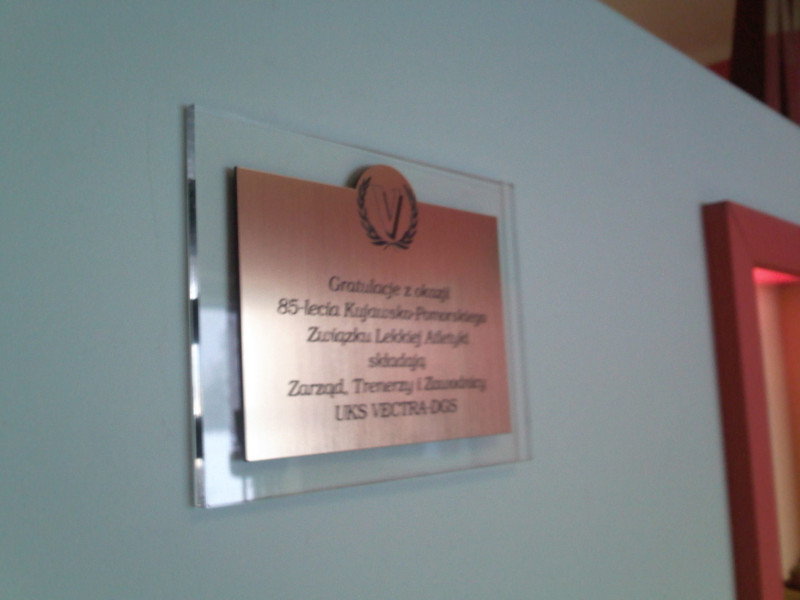 V
Gratulacje z okazji
85-lecia Kujawsko-Pomorskiego
Związku Lekkiej Atletyki
składają
Zarząd, Trenerzy i Zawodnicy
UKS VECTRA-DGS